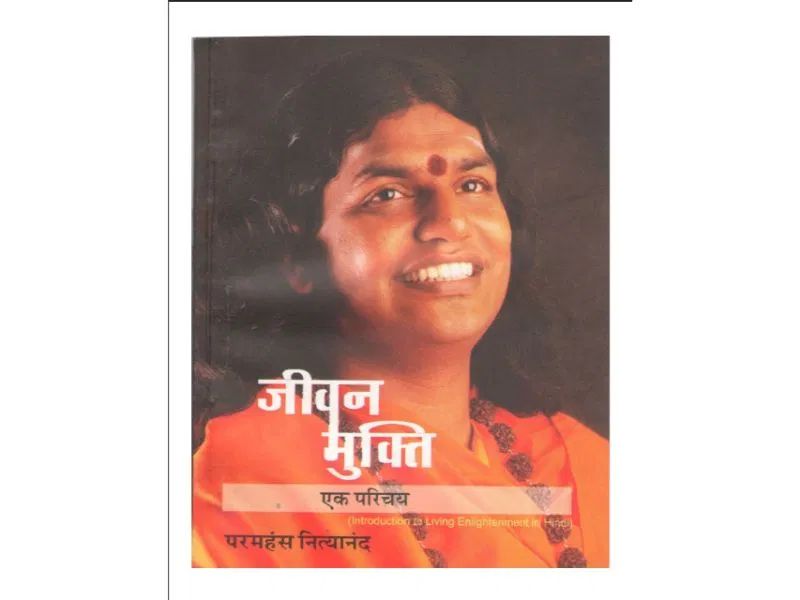 जीवन
मुक्ति
एक परिचय
(Introduction to Living Enlightenment in Hindi)
परमहंस नित्यानंद